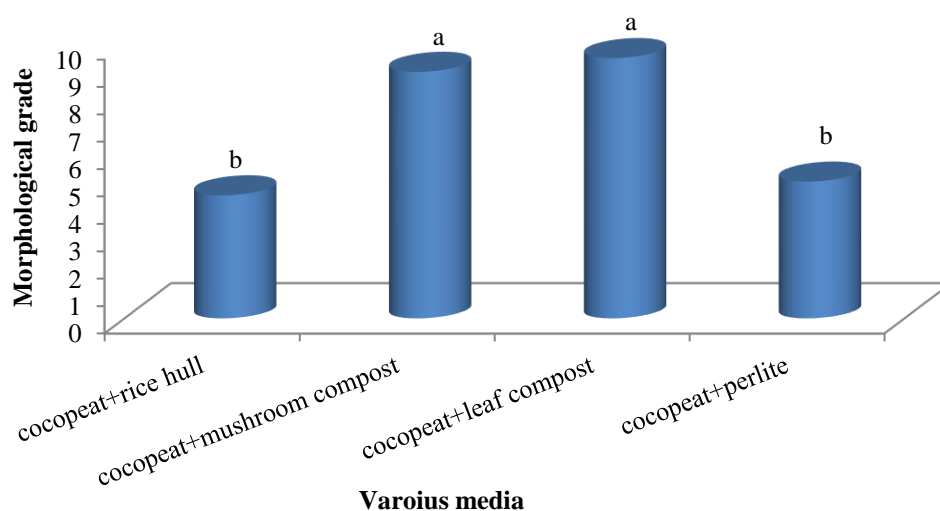 a
a
b
b
Morphological grade
10
9
8
7
6
5
4
3
2
1
0
cocopeat+rice hull
cocopeat+mushroom compost
cocopeat+leaf compost
cocopeat+perlite
Varoius media